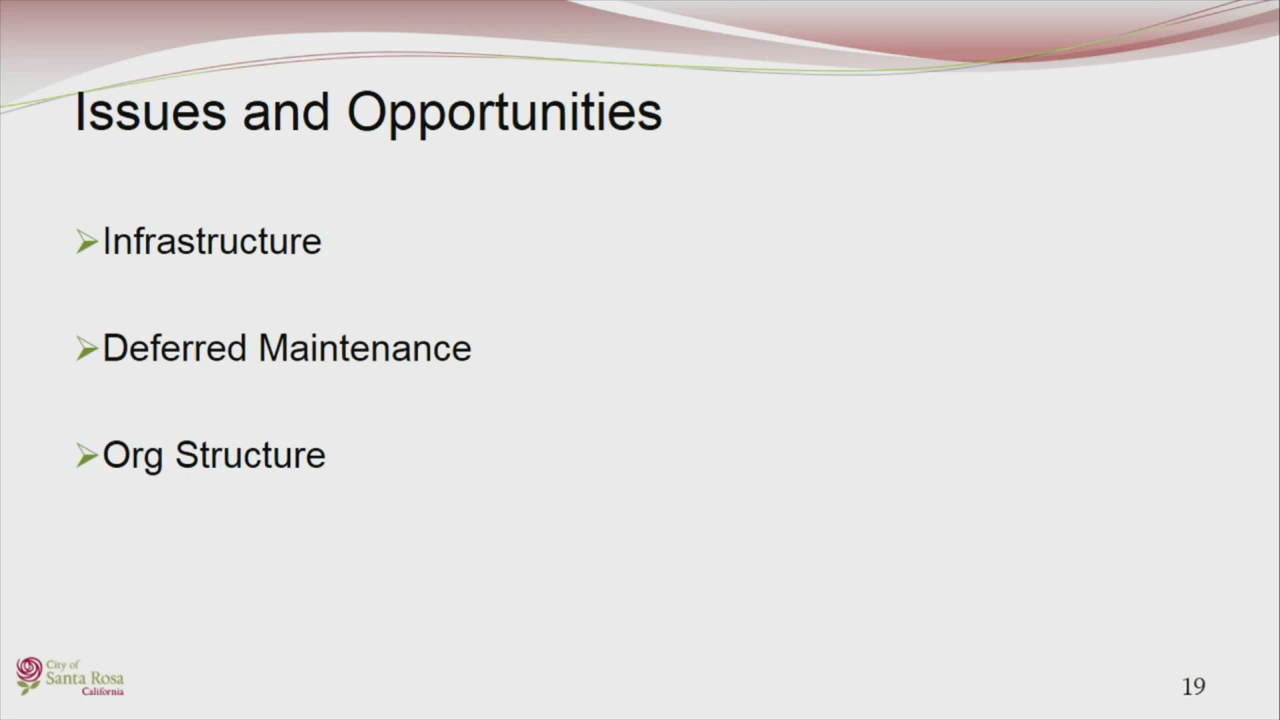 Issues and Opportunities
Infrastructure
Deferred Maintenance
Org Structure
City of
Santa Rosa
California
19